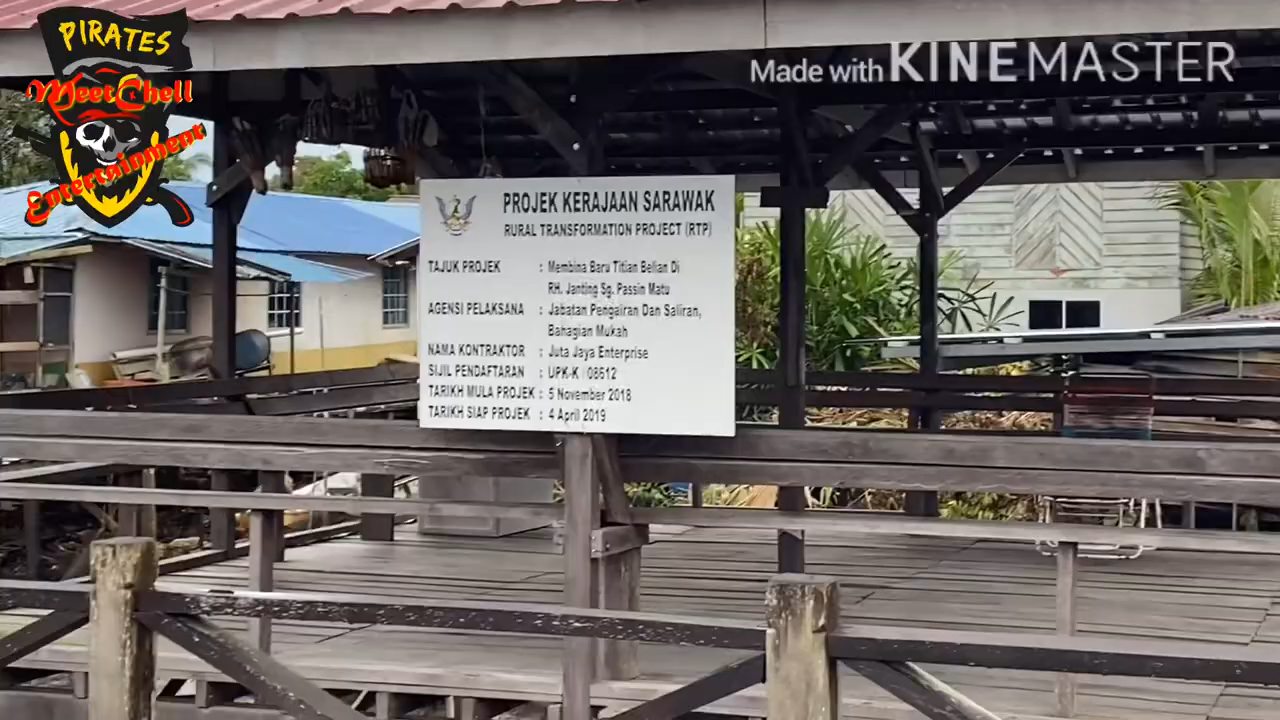 PIRATES
MeetChell
Entertainment
Made with KINEMASTER
PROJEK KERAJAAN SARAWAK
RURAL TRANSFORMATION PROJECT (RTP)
TAJUK PROJEK : Membina Baru Titian Belian Di
RH. Janting Sg. Passin Matu
AGENSI PELAKSANA : Jabatan Pengairan Dan Saliran,
Bahagian Mukah
NAMA KONTRAKTOR : Juta Jaya Enterprise
SIJIL PENDAFTARAN : UPK-K 08612
TARIKH MULA PROJEK : 5 November 2018
TARIKH SIAP PROJEK : 4 April 2019